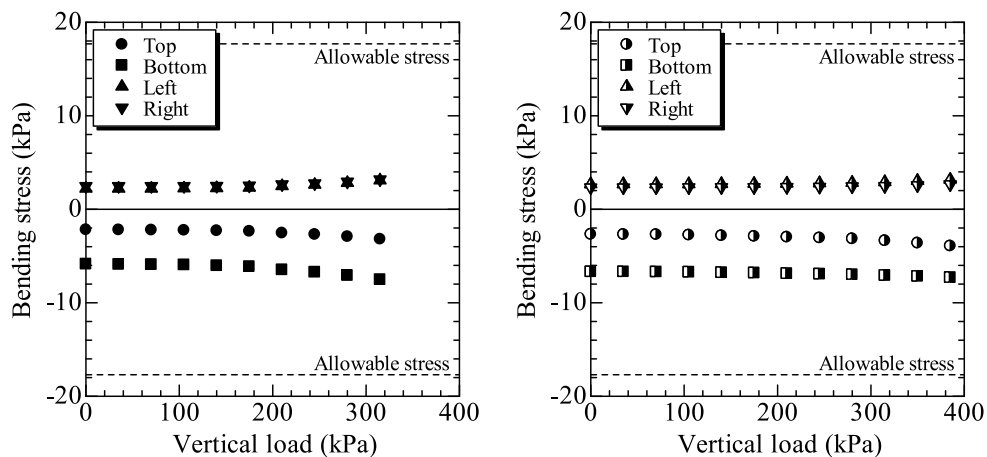 20
Top
Bottom
Left
Right
Allowable stress
10
0
-10
Allowable stress
-20
0 100 200 300 400
Vertical load (kPa)
Bending stress (kPa)
20
Top
Bottom
Left
Right
Allowable stress
10
0
-10
Allowable stress
-20
0 100 200 300 400
Vertical load (kPa)
Bending stress (kPa)